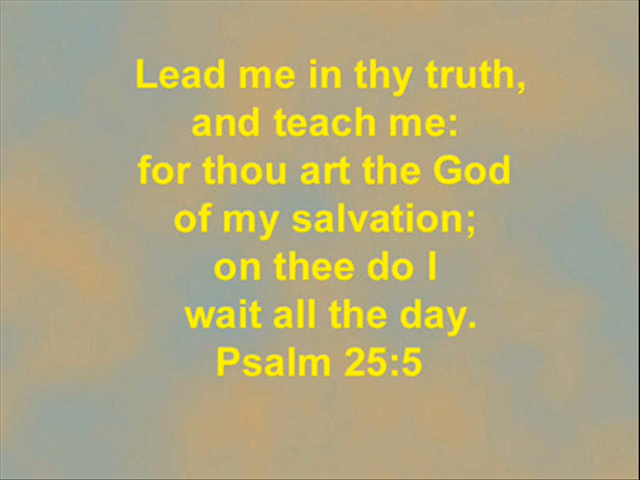 Lead me in thy truth,
and teach me:
for thou art the God
of my salvation;
on thee do I
wait all the day.
Psalm 25:5